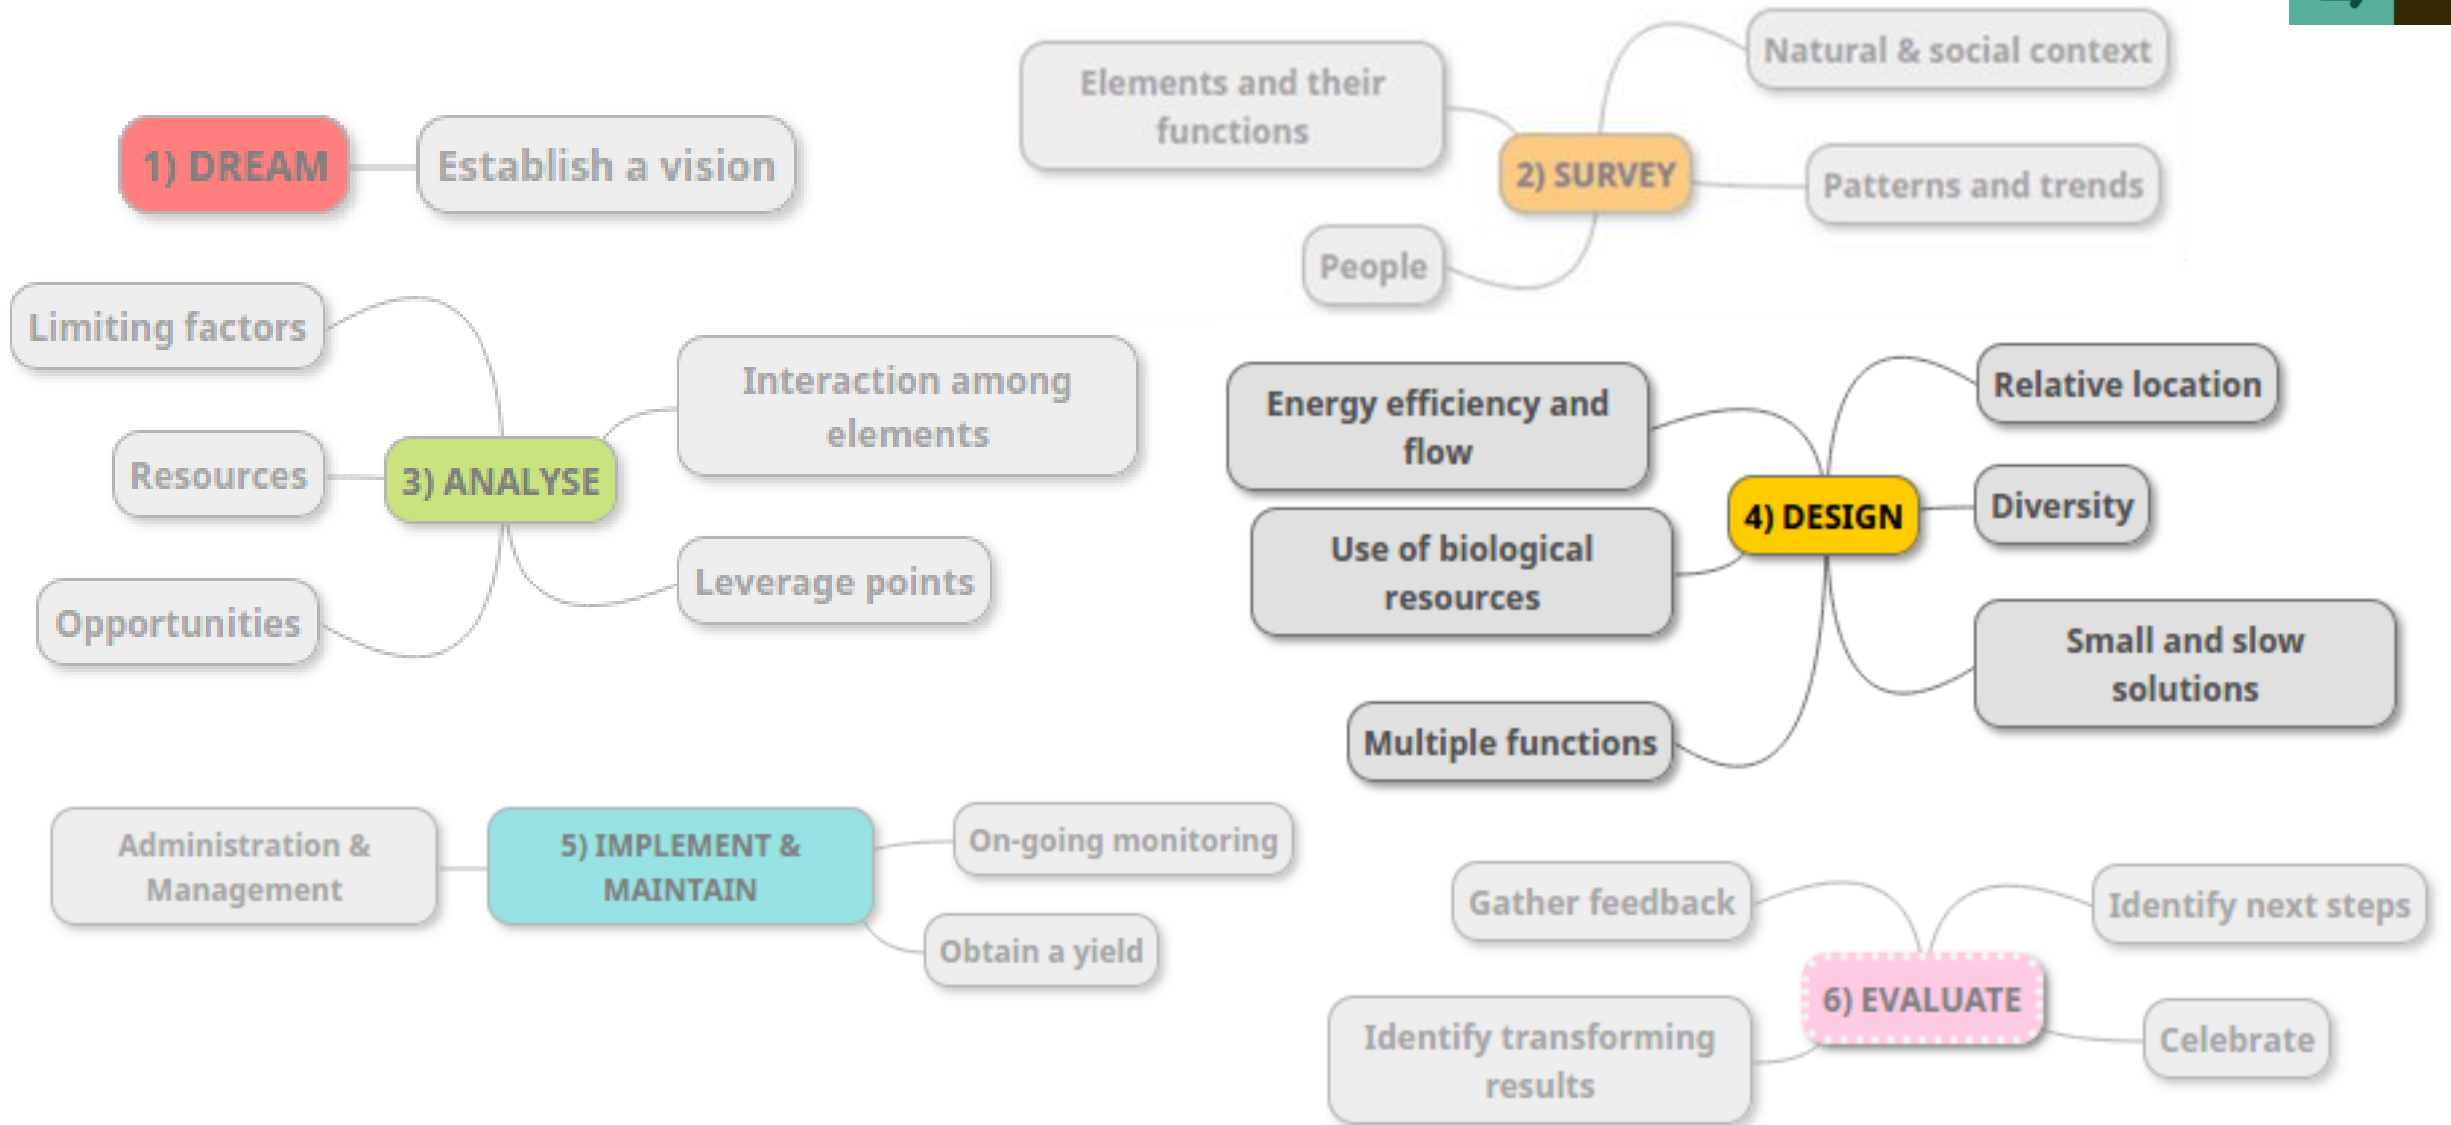 1) DREAM
Establish a vision
Elements and their
functions
Natural & social context
2) SURVEY
Patterns and trends
People
Limiting factors
Resources
Opportunities
3) ANALYSE
Interaction among
elements
Leverage points
Energy efficiency and
flow
Use of biological
resources
Multiple functions
4) DESIGN
Relative location
Diversity
Small and slow
solutions
Administration &
Management
5) IMPLEMENT &
MAINTAIN
On-going monitoring
Obtain a yield
Gather feedback
Identify transforming
results
6) EVALUATE
Identify next steps
Celebrate